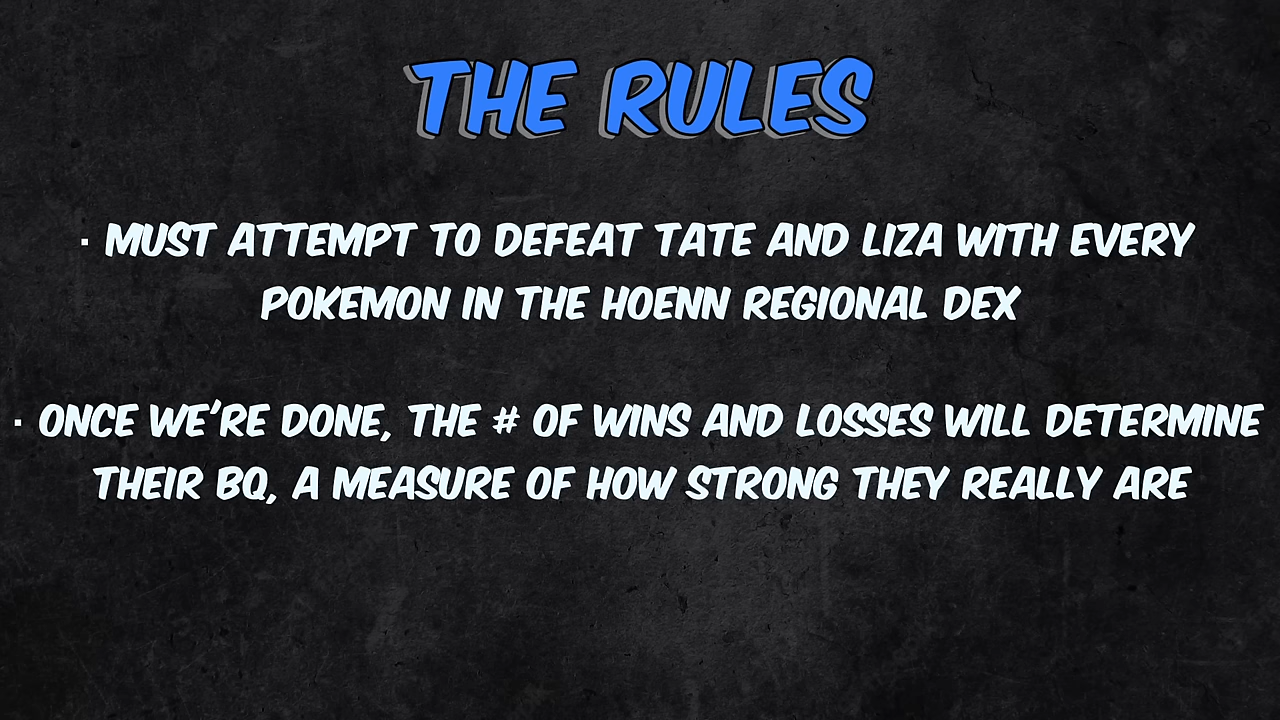 THE RULES
· MUST ATTEMPT TO DEFEAT TATE AND LIZA WITH EVERY
POKEMON IN THE HOENN REGIONAL DEX
· ONCE WE'RE DONE, THE # OF WINS AND LOSSES WILL DETERMINE
THEIR BQ, A MEASURE OF HOW STRONG THEY REALLY ARE